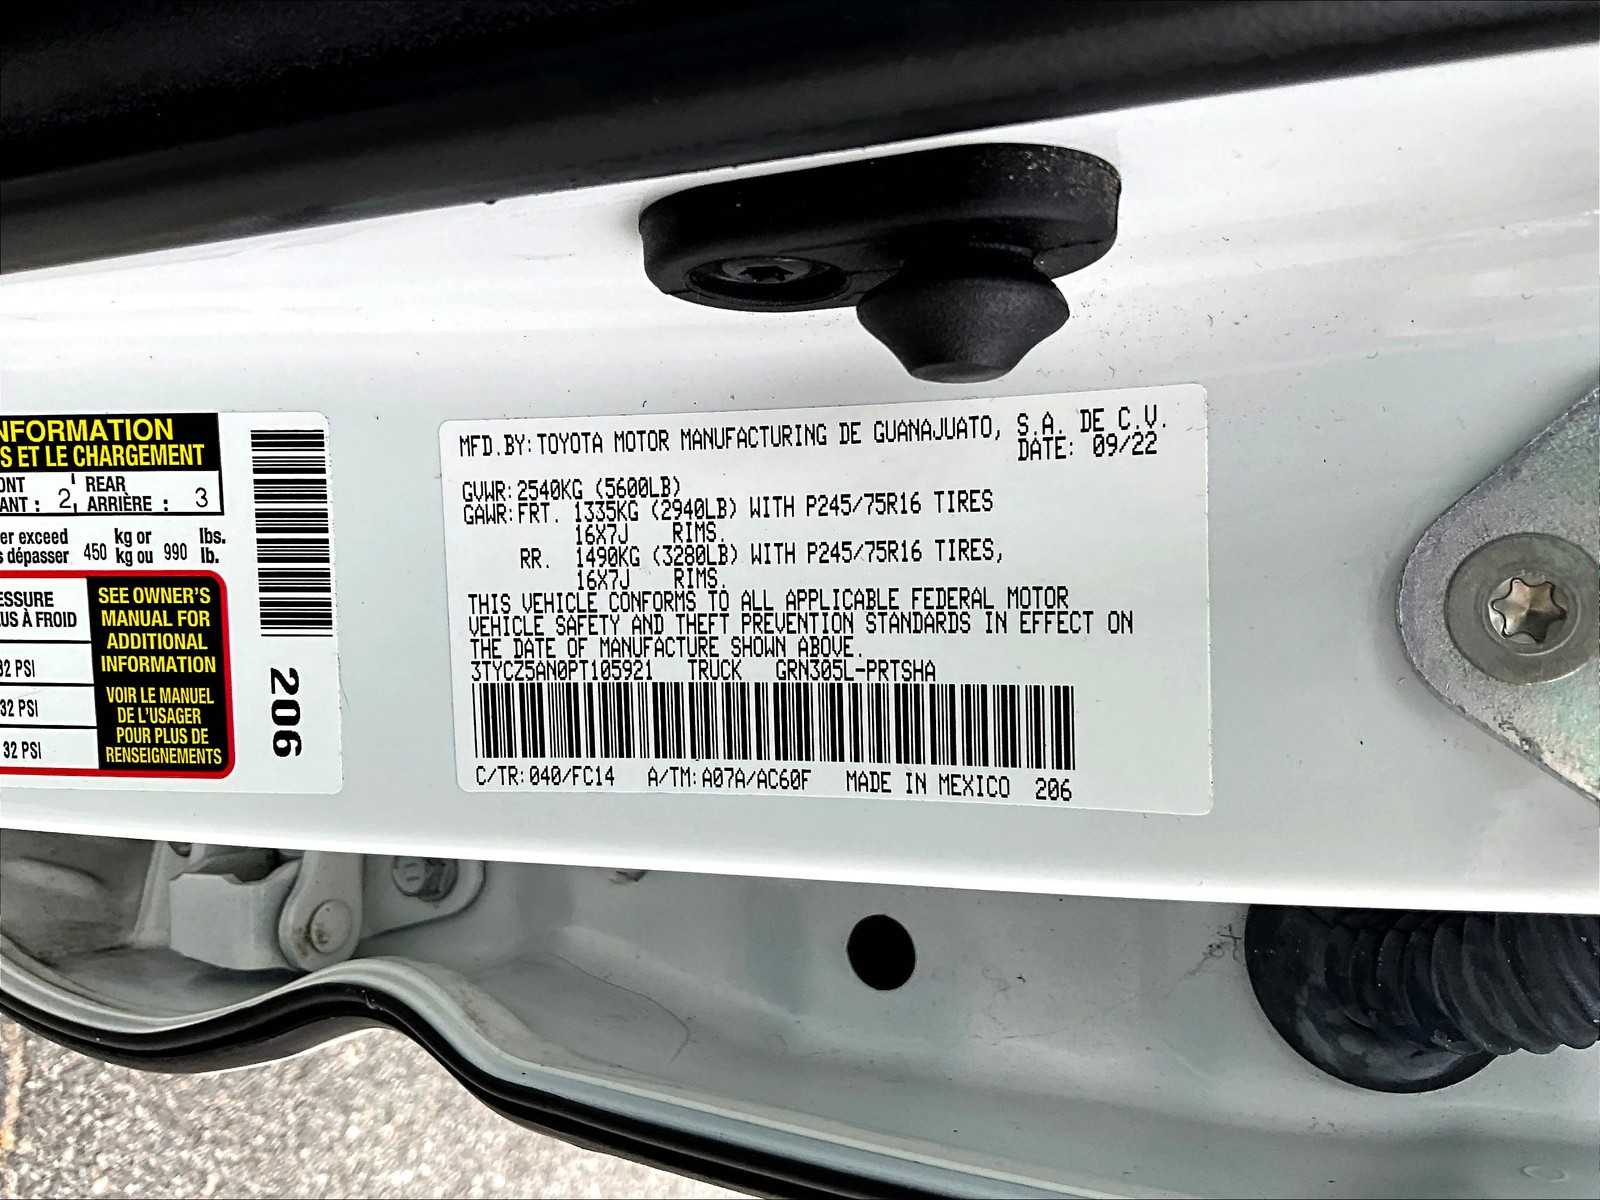 NFORMATION
S ET LE CHARGEMENT
ONT REAR
ANT : 2, ARRIÈRE : 3
er exceed kg or lbs.
s dépasser 450 kg ou 990 lb.
ESSURE
US À FROID
32 PSI
32 PSI
32 PSI
SEE OWNER'S
MANUAL FOR
ADDITIONAL
INFORMATION
VOIR LE MANUEL
DE L'USAGER
POUR PLUS DE
RENSEIGNEMENTS
206
MFD.BY:TOYOTA MOTOR MANUFACTURING DE GUANAJUATO, S.A. DE C.V.
DATE: 09/22
GVWR:2540KG (5600LB)
GAWR:FRT. 1335KG (2940LB) WITH P245/75R16 TIRES
16X7J RIMS.
RR. 1490KG (3280LB) WITH P245/75R16 TIRES,
16X7J RIMS.
THIS VEHICLE CONFORMS TO ALL APPLICABLE FEDERAL MOTOR
VEHICLE SAFETY AND THEFT PREVENTION STANDARDS IN EFFECT ON
THE DATE OF MANUFACTURE SHOWN ABOVE.
3TYCZ5AN0PT105921 TRUCK GRN305L-PRTSHA
C/TR:040/FC14 A/TM:A07A/AC60F MADE IN MEXICO 206